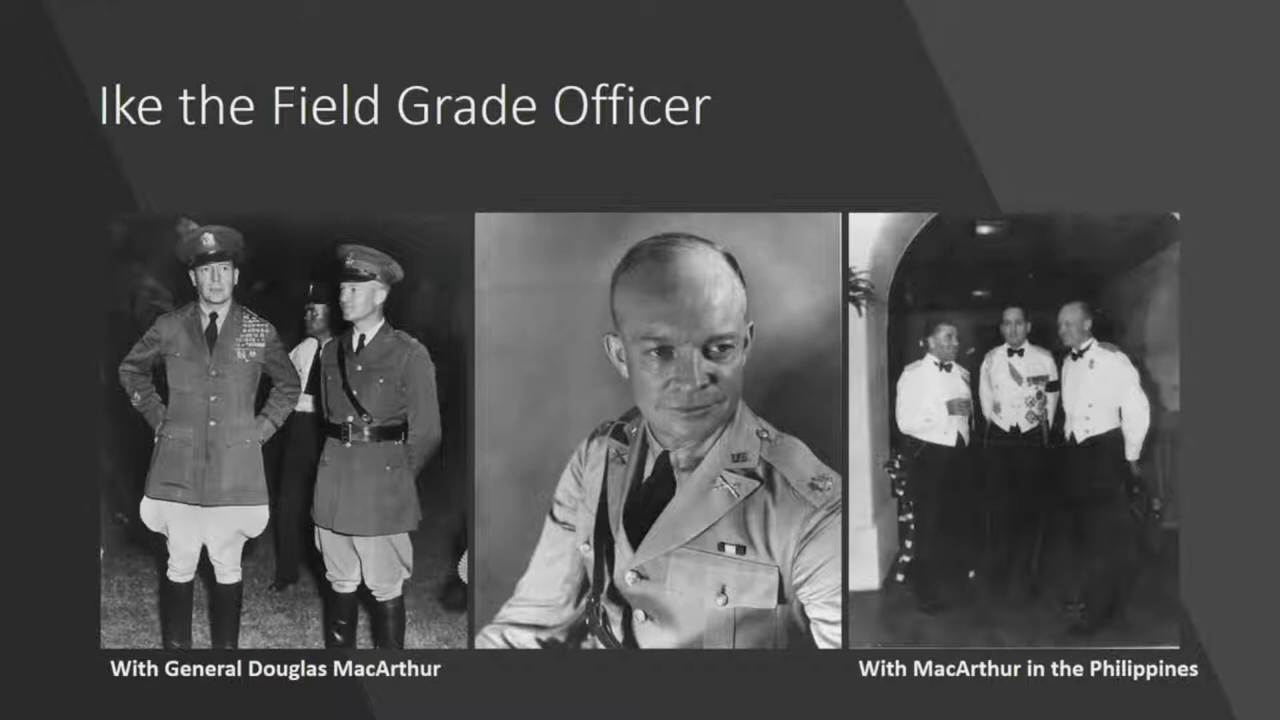 Ike the Field Grade Officer
U.S.
With General Douglas MacArthur
With MacArthur in the Philippines